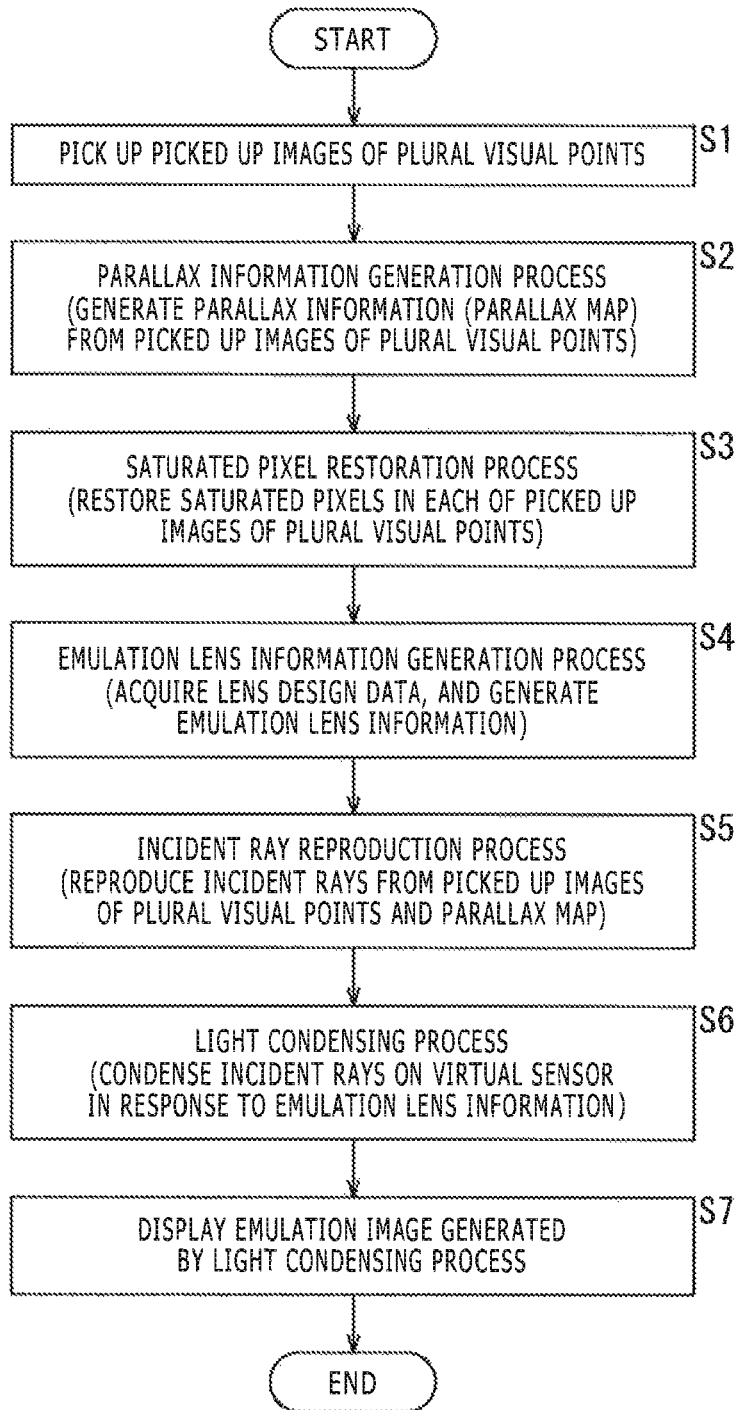 START
S1
PICK UP PICKED UP IMAGES OF PLURAL VISUAL POINTS
S2
PARALLAX INFORMATION GENERATION PROCESS
(GENERATE PARALLAX INFORMATION (PARALLAX MAP)
FROM PICKED UP IMAGES OF PLURAL VISUAL POINTS)
S3
SATURATED PIXEL RESTORATION PROCESS
(RESTORE SATURATED PIXELS IN EACH OF PICKED UP
IMAGES OF PLURAL VISUAL POINTS)
S4
EMULATION LENS INFORMATION GENERATION PROCESS
(ACQUIRE LENS DESIGN DATA, AND GENERATE
EMULATION LENS INFORMATION)
S5
INCIDENT RAY REPRODUCTION PROCESS
(REPRODUCE INCIDENT RAYS FROM PICKED UP IMAGES
OF PLURAL VISUAL POINTS AND PARALLAX MAP)
S6
LIGHT CONDENSING PROCESS
(CONDENSE INCIDENT RAYS ON VIRTUAL SENSOR
IN RESPONSE TO EMULATION LENS INFORMATION)
S7
DISPLAY EMULATION IMAGE GENERATED
BY LIGHT CONDENSING PROCESS
END